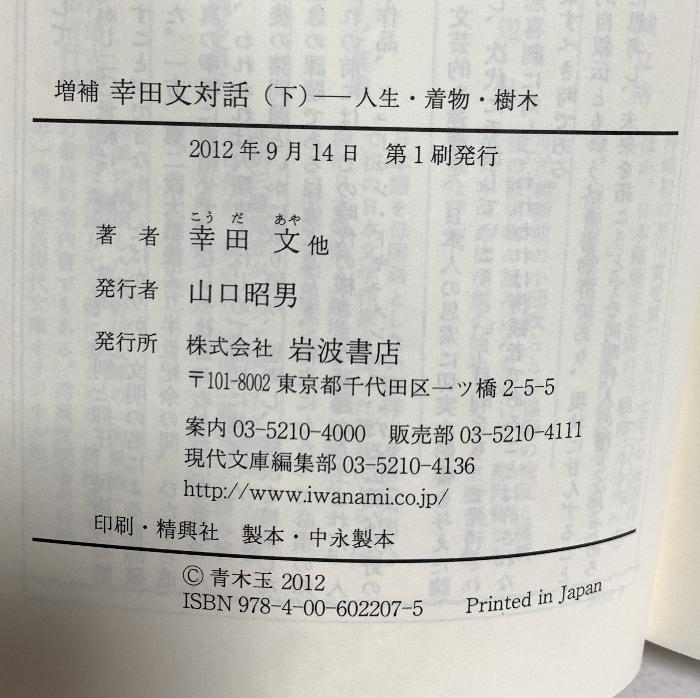 増補 幸田文対話（下）──人生・着物・樹木
2012年9月14日　第1刷発行
こう だ　あや
著 者　幸田 文 他
発行者　山口昭男
発行所　株式会社 岩波書店
〒101-8002 東京都千代田区一ツ橋 2-5-5
案内 03-5210-4000　販売部 03-5210-4111
現代文庫編集部 03-5210-4136
http://www.iwanami.co.jp/
印刷・精興社　製本・中永製本
© 青木玉 2012
ISBN 978-4-00-602207-5　Printed in Japan